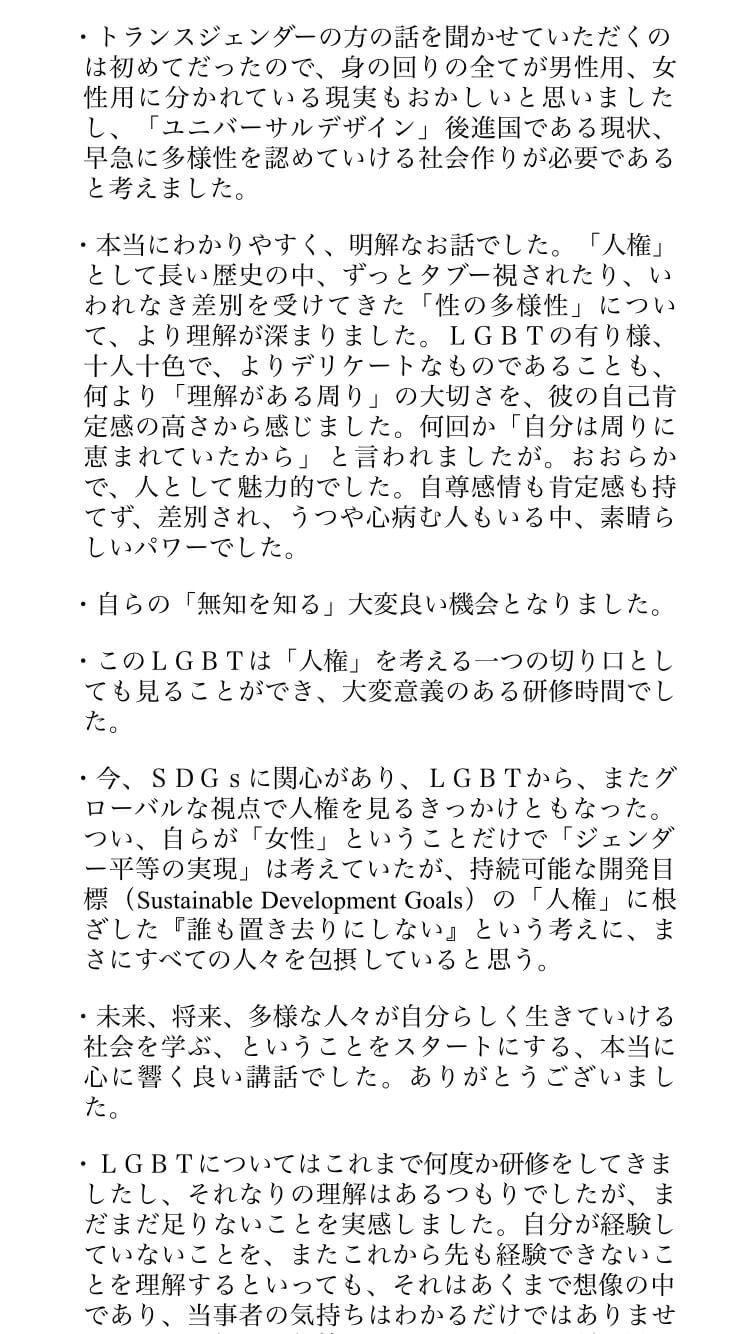 ・トランスジェンダーの方の話を聞かせていただくの
は初めてだったので、身の回りの全てが男性用、女
性用に分かれている現実もおかしいと思いました
し、「ユニバーサルデザイン」後進国である現状、
早急に多様性を認めていける社会作りが必要である
と考えました。
・本当にわかりやすく、明解なお話でした。「人権」
として長い歴史の中、ずっとタブー視されたり、い
われなき差別を受けてきた「性の多様性」につい
て、より理解が深まりました。ＬＧＢＴの有り様、
十人十色で、よりデリケートなものであることも、
何より「理解がある周り」の大切さを、彼の自己肯
定感の高さから感じました。何回か「自分は周りに
恵まれていたから」と言われましたが。おおらか
で、人として魅力的でした。自尊感情も肯定感も持
てず、差別され、うつや心病む人もいる中、素晴ら
しいパワーでした。
・自らの「無知を知る」大変良い機会となりました。
・このＬＧＢＴは「人権」を考える一つの切り口とし
ても見ることができ、大変意義のある研修時間でし
た。
・今、ＳＤＧｓに関心があり、ＬＧＢＴから、またグ
ローバルな視点で人権を見るきっかけともなった。
つい、自らが「女性」ということだけで「ジェンダ
ー平等の実現」は考えていたが、持続可能な開発目
標（Sustainable Development Goals）の「人権」に根
ざした『誰も置き去りにしない』という考えに、ま
さにすべての人々を包摂していると思う。
・未来、将来、多様な人々が自分らしく生きていける
社会を学ぶ、ということをスタートにする、本当に
心に響く良い講話でした。ありがとうございまし
た。
・ＬＧＢＴについてはこれまで何度か研修をしてきま
したし、それなりの理解はあるつもりでしたが、ま
だまだ足りないことを実感しました。自分が経験し
ていないことを、またこれから先も経験できないこ
とを理解するといっても、それはあくまで想像の中
であり、当事者の気持ちはわかるだけではありませ